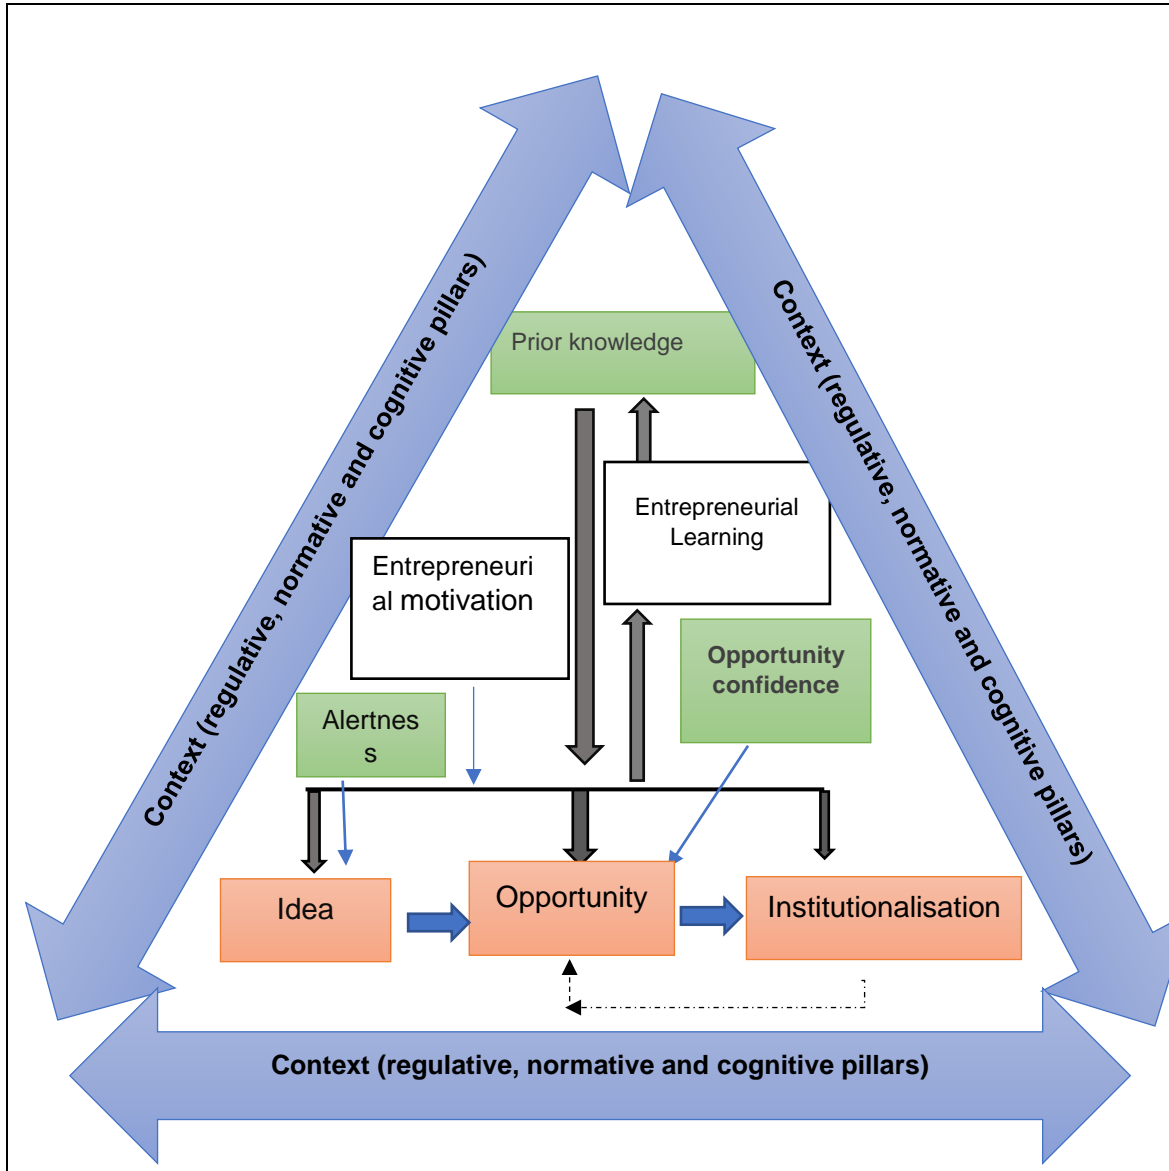 Context (regulative, normative and cognitive pillars)
Context (regulative, normative and cognitive pillars)
Prior knowledge
Entrepreneurial
Learning
Entrepreneuri
al motivation
Opportunity
confidence
Alertnes
s
Idea
Opportunity
Institutionalisation
Context (regulative, normative and cognitive pillars)